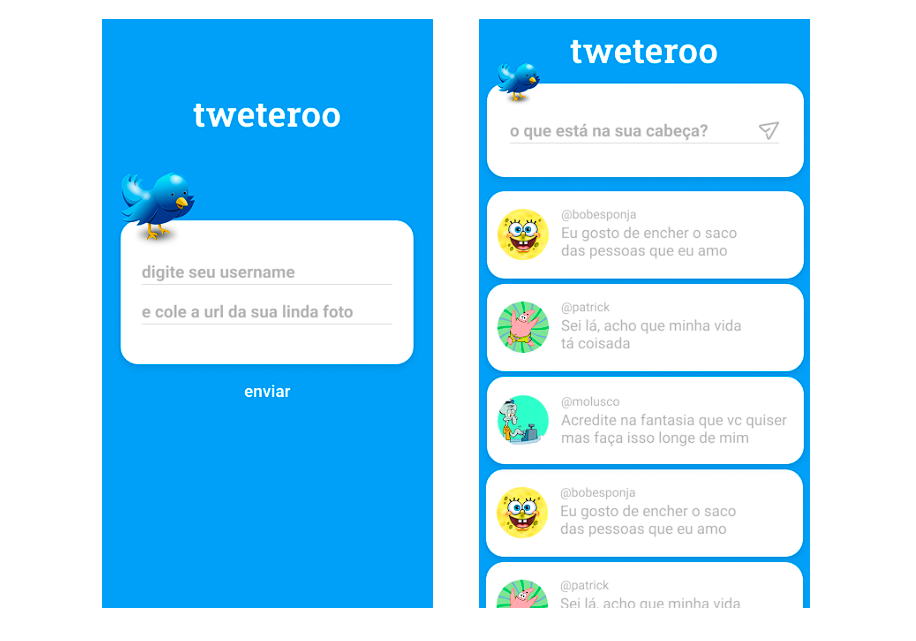 tweteroo
digite seu username
e cole a url da sua linda foto
enviar
tweteroo
o que está na sua cabeça?
@bobesponja
Eu gosto de encher o saco
das pessoas que eu amo
@patrick
Sei lá, acho que minha vida
tá coisada
@molusco
Acredite na fantasia que vc quiser
mas faça isso longe de mim
@bobesponja
Eu gosto de encher o saco
das pessoas que eu amo
@patrick
Sei lá, acho que minha vida